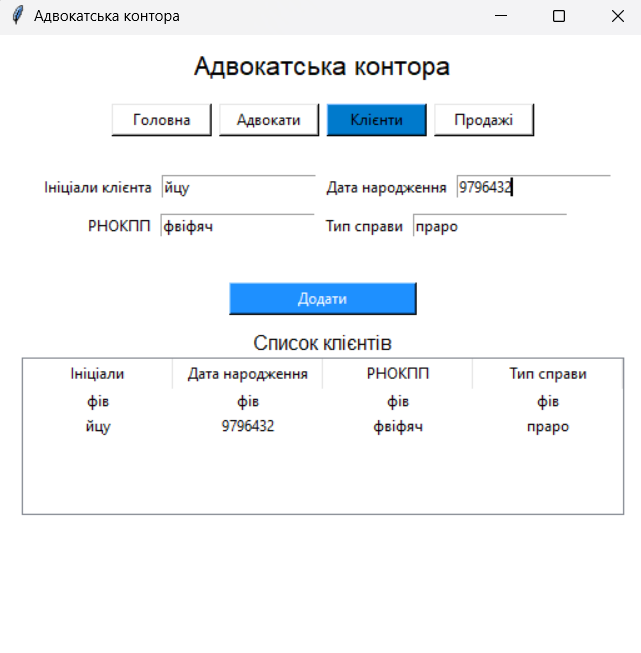 Адвокатська контора
Адвокатська контора
Головна Адвокати Клієнти Продажі
Ініціали клієнта йцу Дата народження 9796432
РНОКПП фвіфяч Тип справи праро
Додати
Список клієнтів
Ініціали Дата народження РНОКПП Тип справи
фів фів фів фів
йцу 9796432 фвіфяч праро